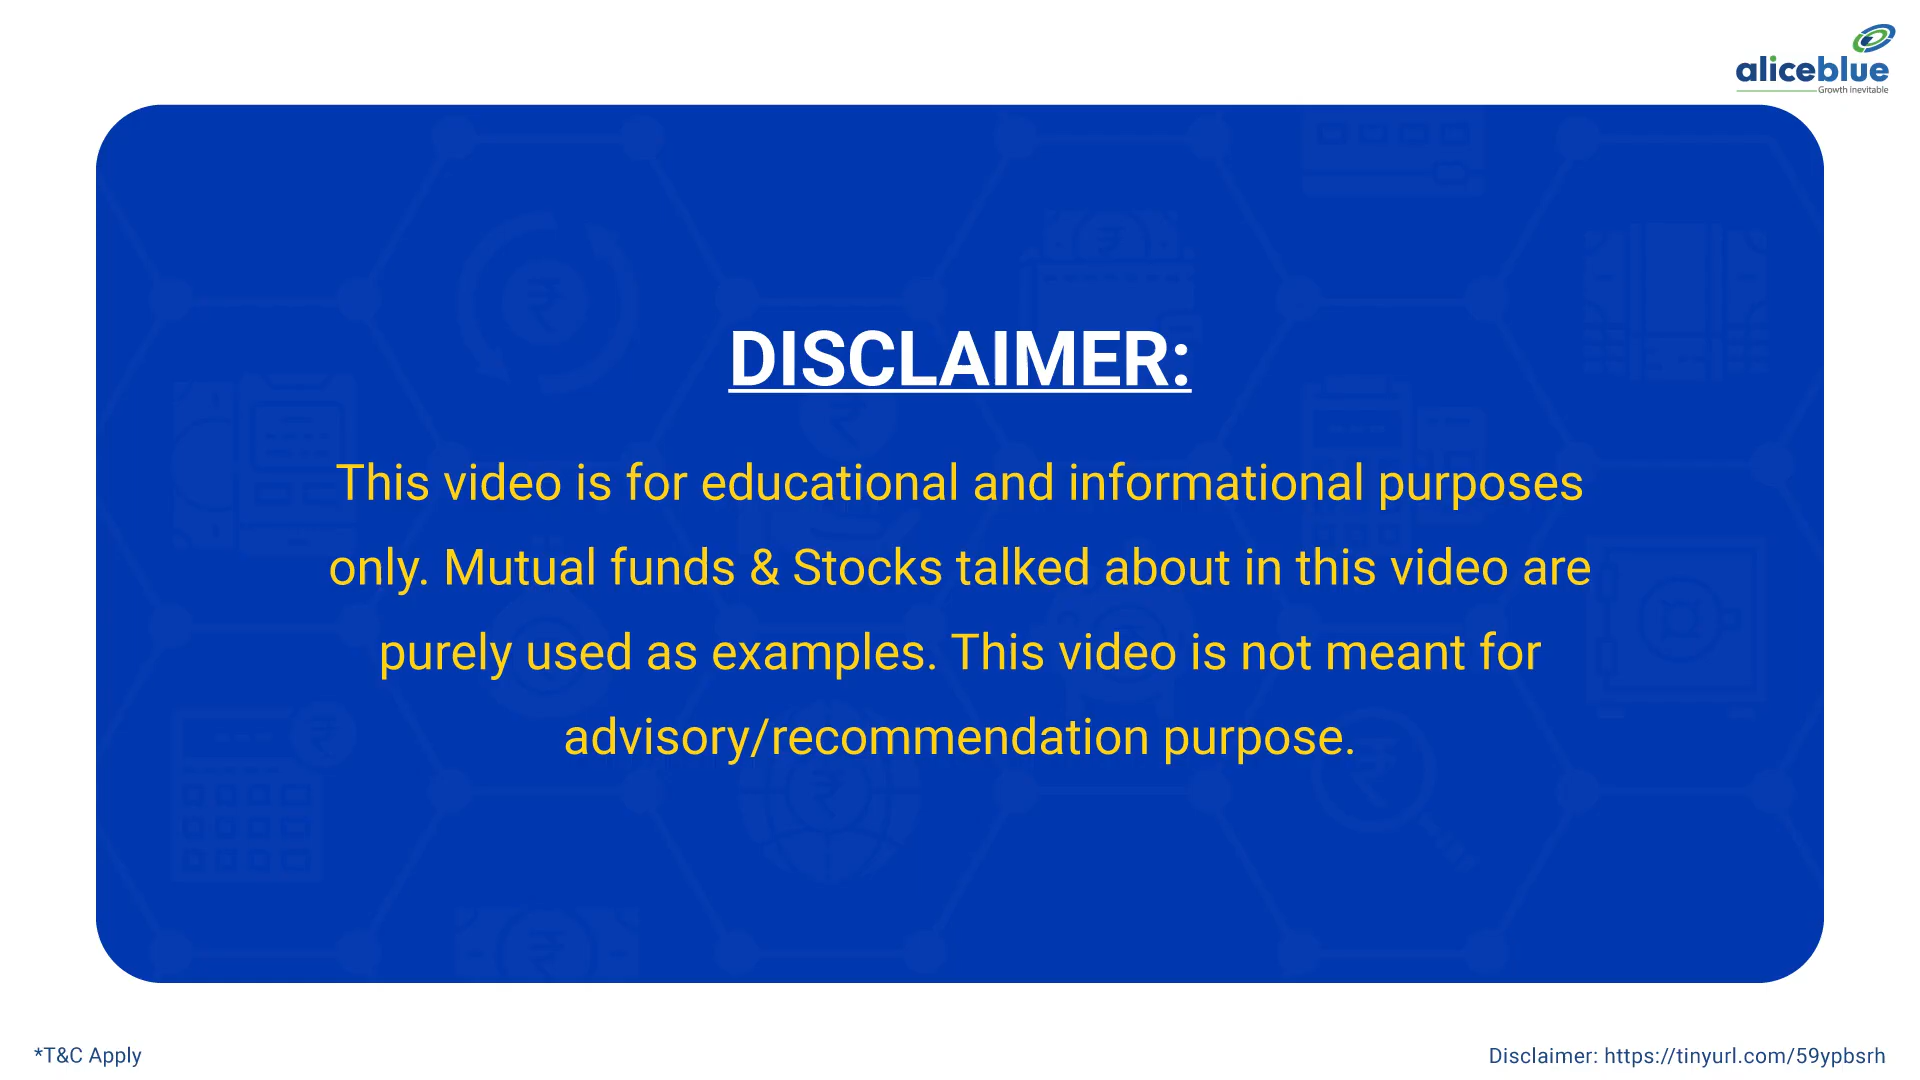 aliceblue
Growth Inevitable
DISCLAIMER:
This video is for educational and informational purposes
only. Mutual funds & Stocks talked about in this video are
purely used as examples. This video is not meant for
advisory/recommendation purpose.
*T&C Apply
Disclaimer: https://tinyurl.com/59ypbsrh